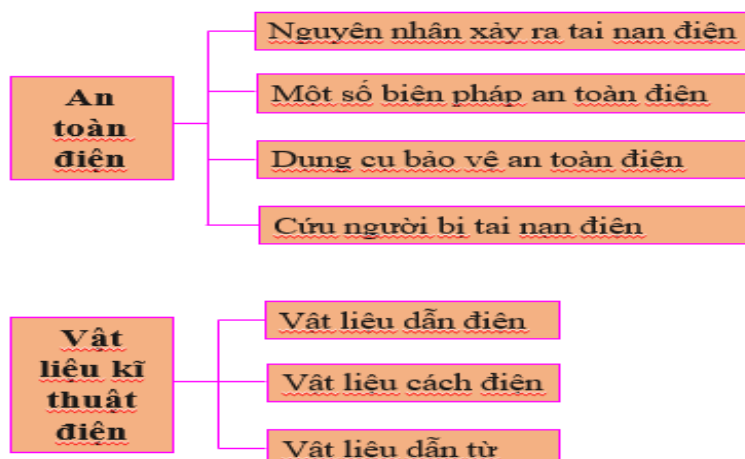 An
toàn
điện
Nguyên nhân xảy ra tai nạn điện
Một số biện pháp an toàn điện
Dụng cụ bảo vệ an toàn điện
Cứu người bị tai nạn điện
Vật
liệu kĩ
thuật
điện
Vật liệu dẫn điện
Vật liệu cách điện
Vật liệu dẫn từ